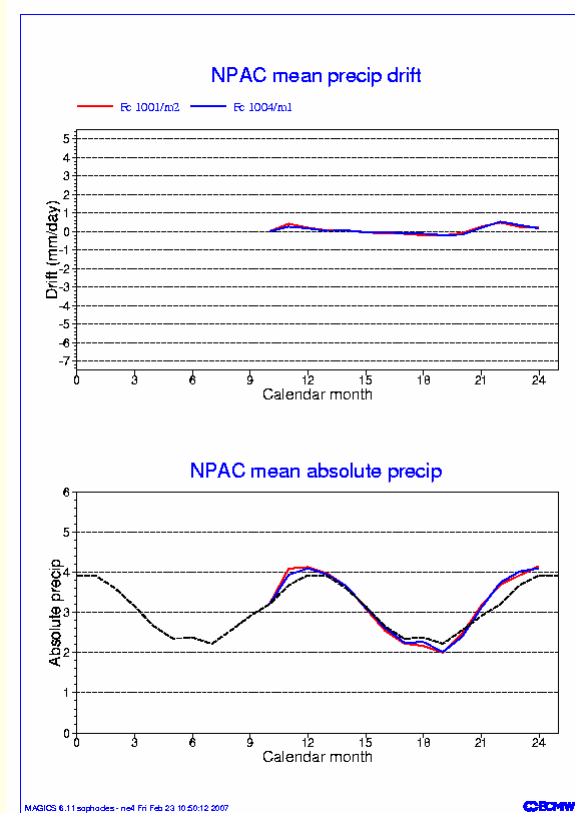 NPAC mean precip drift
Fc 1001/m2 Fc 1004/m1
5
4
3
2
1
0
-1
-2
-3
-4
-5
-6
-7
Drift (mm/day)
0 3 6 9 12 15 18 21 24
Calendar month
NPAC mean absolute precip
6
5
4
3
2
1
0
Absolute precip
0 3 6 9 12 15 18 21 24
Calendar month
MAGICS 6.11 sophocles - ne4 Fri Feb 23 10:50:12 2007